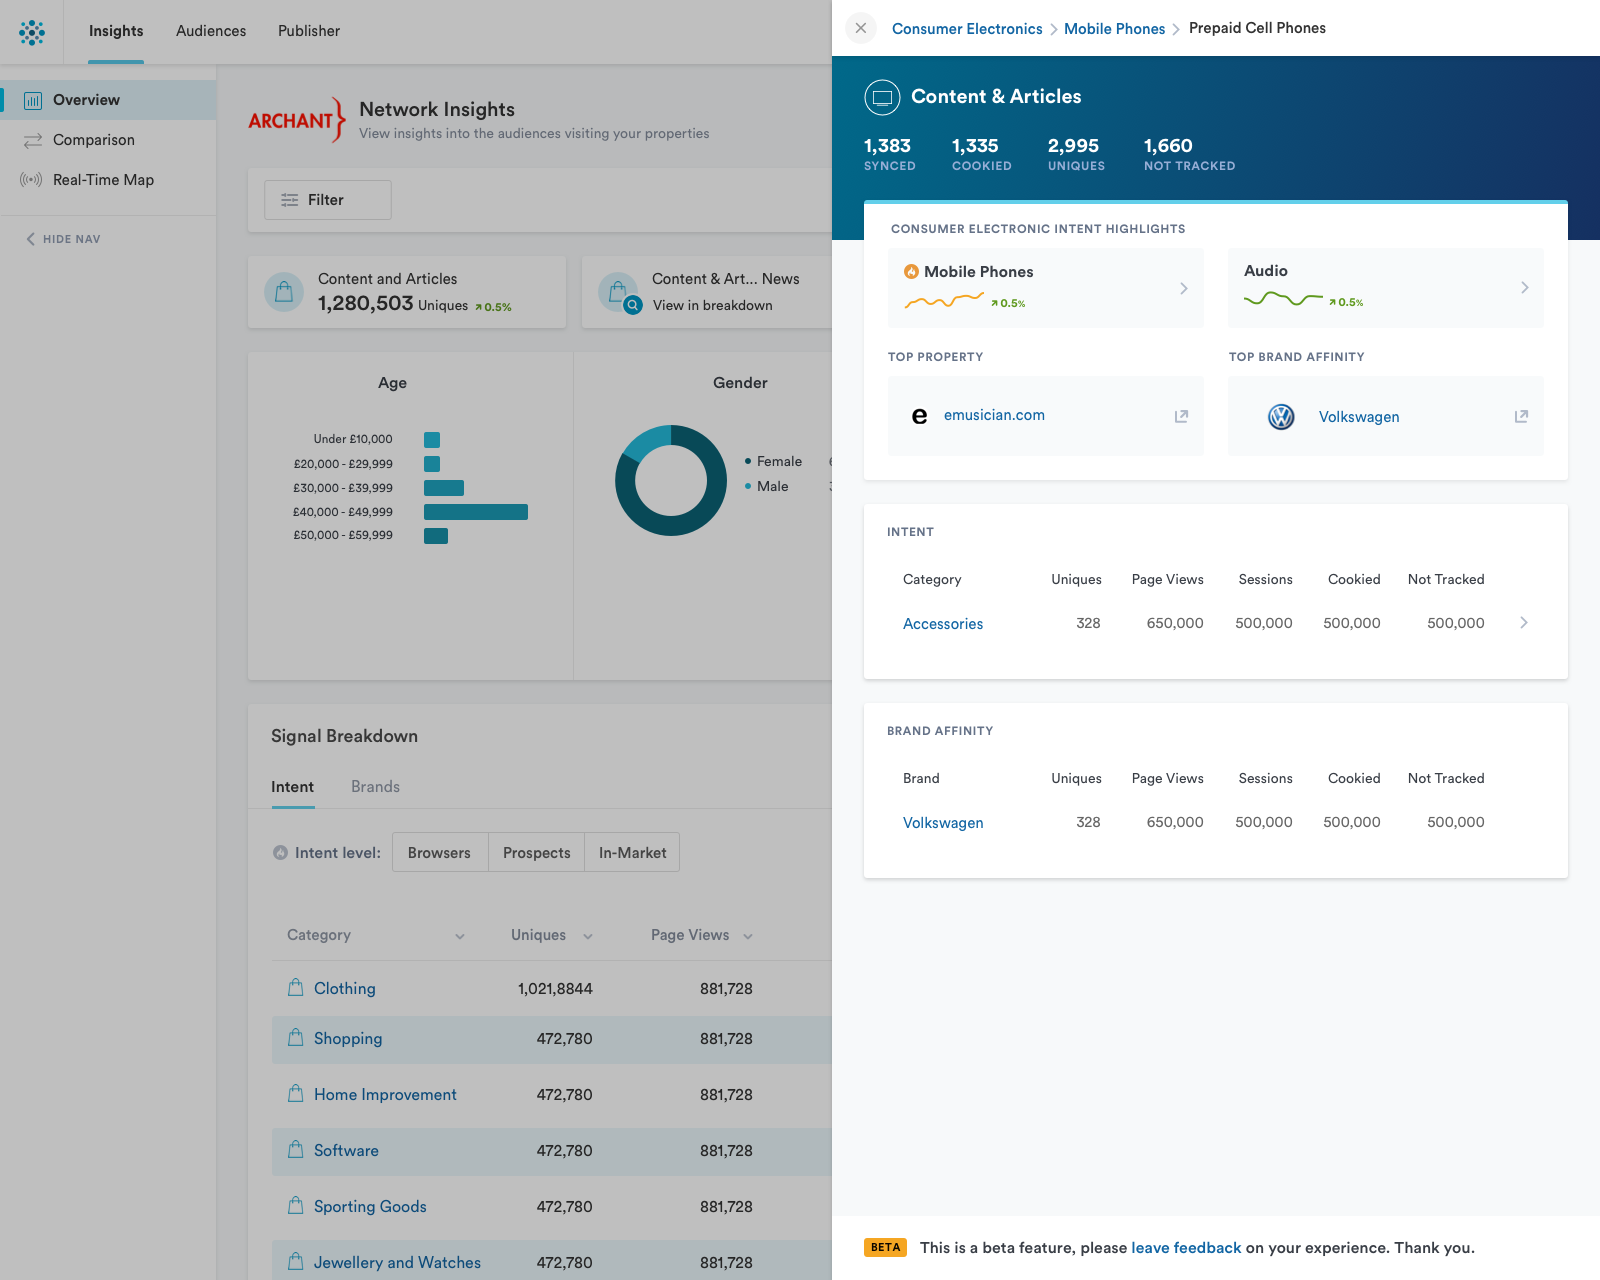 Insights
Audiences
Publisher
Overview
Comparison
Real-Time Map
HIDE NAV
ARCHANT
Network Insights
View insights into the audiences visiting your properties
Filter
Content and Articles
1,280,503 Uniques 0.5%
Content & Art... News
View in breakdown
Age
Under £10,000
£20,000 - £29,999
£30,000 - £39,999
£40,000 - £49,999
£50,000 - £59,999
Gender
Female
Male
Signal Breakdown
Intent
Brands
Intent level:
Browsers
Prospects
In-Market
Category Uniques Page Views
Clothing 1,021,8844 881,728
Shopping 472,780 881,728
Home Improvement 472,780 881,728
Software 472,780 881,728
Sporting Goods 472,780 881,728
Jewellery and Watches 472,780 881,728
Consumer Electronics Mobile Phones Prepaid Cell Phones
Content & Articles
1,383 1,335 2,995 1,660
SYNCED COOKIED UNIQUES NOT TRACKED
CONSUMER ELECTRONIC INTENT HIGHLIGHTS
Mobile Phones
0.5%
Audio
0.5%
TOP PROPERTY
e emusician.com
TOP BRAND AFFINITY
Volkswagen
INTENT
Category Uniques Page Views Sessions Cookied Not Tracked
Accessories 328 650,000 500,000 500,000 500,000
BRAND AFFINITY
Brand Uniques Page Views Sessions Cookied Not Tracked
Volkswagen 328 650,000 500,000 500,000 500,000
BETA This is a beta feature, please leave feedback on your experience. Thank you.